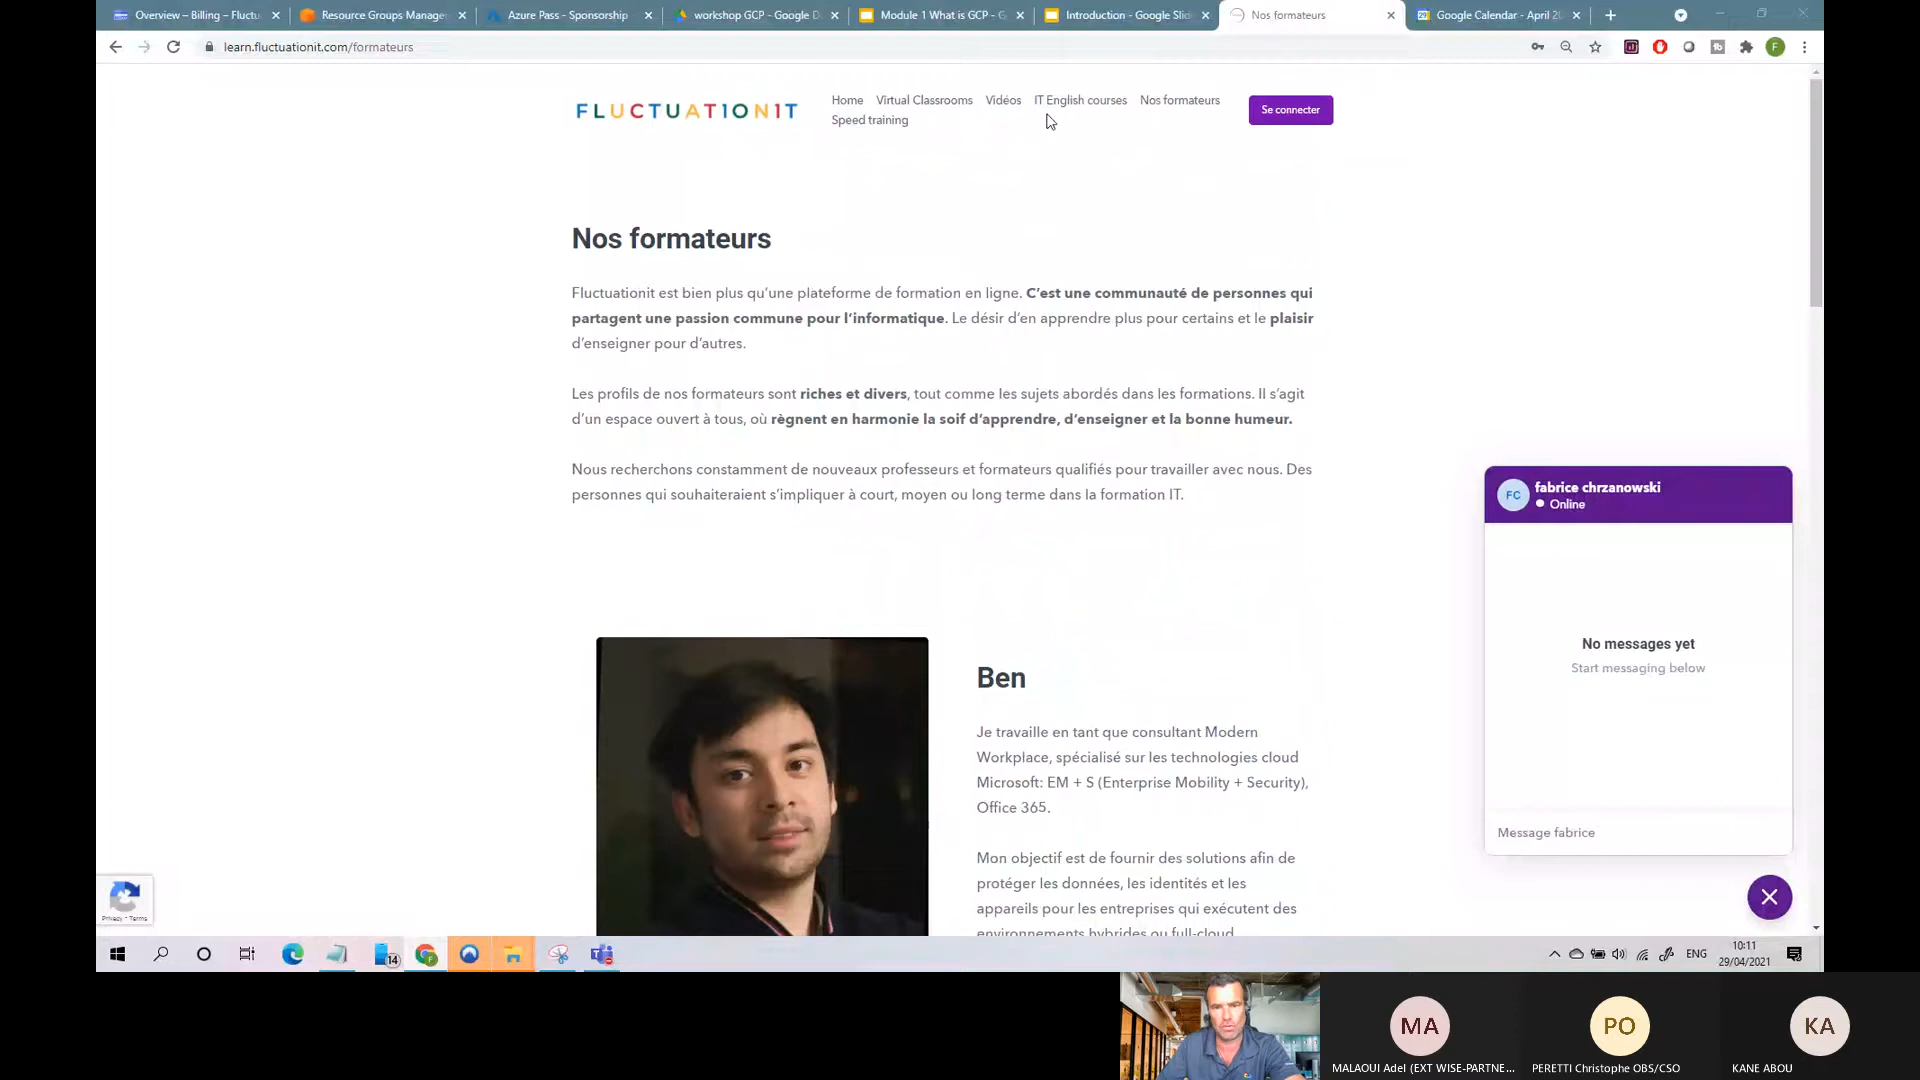 Overview – Billing – Fluctu
Resource Groups Manage
Azure Pass - Sponsorship
workshop GCP - Google D
Module 1 What is GCP - G
Introduction - Google Slid
Nos formateurs
Google Calendar - April 20
learn.fluctuationit.com/formateurs
FLUCTUATIONIT
Home Virtual Classrooms Vidéos IT English courses Nos formateurs
Speed training
Se connecter
Nos formateurs
Fluctuationit est bien plus qu’une plateforme de formation en ligne. C’est une communauté de personnes qui
partagent une passion commune pour l’informatique. Le désir d’en apprendre plus pour certains et le plaisir
d’enseigner pour d’autres.
Les profils de nos formateurs sont riches et divers, tout comme les sujets abordés dans les formations. Il s’agit
d’un espace ouvert à tous, où règnent en harmonie la soif d’apprendre, d’enseigner et la bonne humeur.
Nous recherchons constamment de nouveaux professeurs et formateurs qualifiés pour travailler avec nous. Des
personnes qui souhaiteraient s’impliquer à court, moyen ou long terme dans la formation IT.
Ben
Je travaille en tant que consultant Modern
Workplace, spécialisé sur les technologies cloud
Microsoft: EM + S (Enterprise Mobility + Security),
Office 365.
Mon objectif est de fournir des solutions afin de
protéger les données, les identités et les
appareils pour les entreprises qui exécutent des
environnements hybrides ou full-cloud
FC
fabrice chrzanowski
Online
No messages yet
Start messaging below
Message fabrice
Privacy - Terms
14
ENG
10:11
29/04/2021
MA
PO
KA
MALAOUI Adel (EXT WISE-PARTNE...
PERETTI Christophe OBS/CSO
KANE ABOU